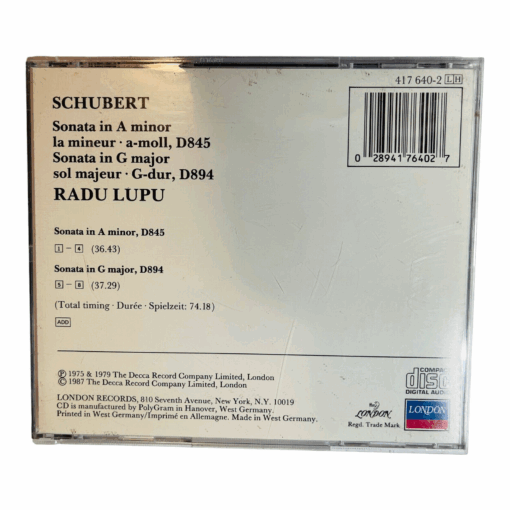 417 640-2 LH
SCHUBERT
Sonata in A minor
la mineur · a-moll, D845
Sonata in G major
sol majeur · G-dur, D894
RADU LUPU
0 28941 76402 7
Sonata in A minor, D845
1 – 4 (36.43)
Sonata in G major, D894
5 – 8 (37.29)
(Total timing · Durée · Spielzeit: 74.18)
ADD
℗ 1975 & 1979 The Decca Record Company Limited, London
© 1987 The Decca Record Company Limited, London
COMPACT
disc
DIGITAL AUDIO
LONDON RECORDS, 810 Seventh Avenue, New York, N.Y. 10019
CD is manufactured by PolyGram in Hanover, West Germany.
Printed in West Germany/Imprimé en Allemagne. Made in West Germany.
LONDON
Regd. Trade Mark
LONDON